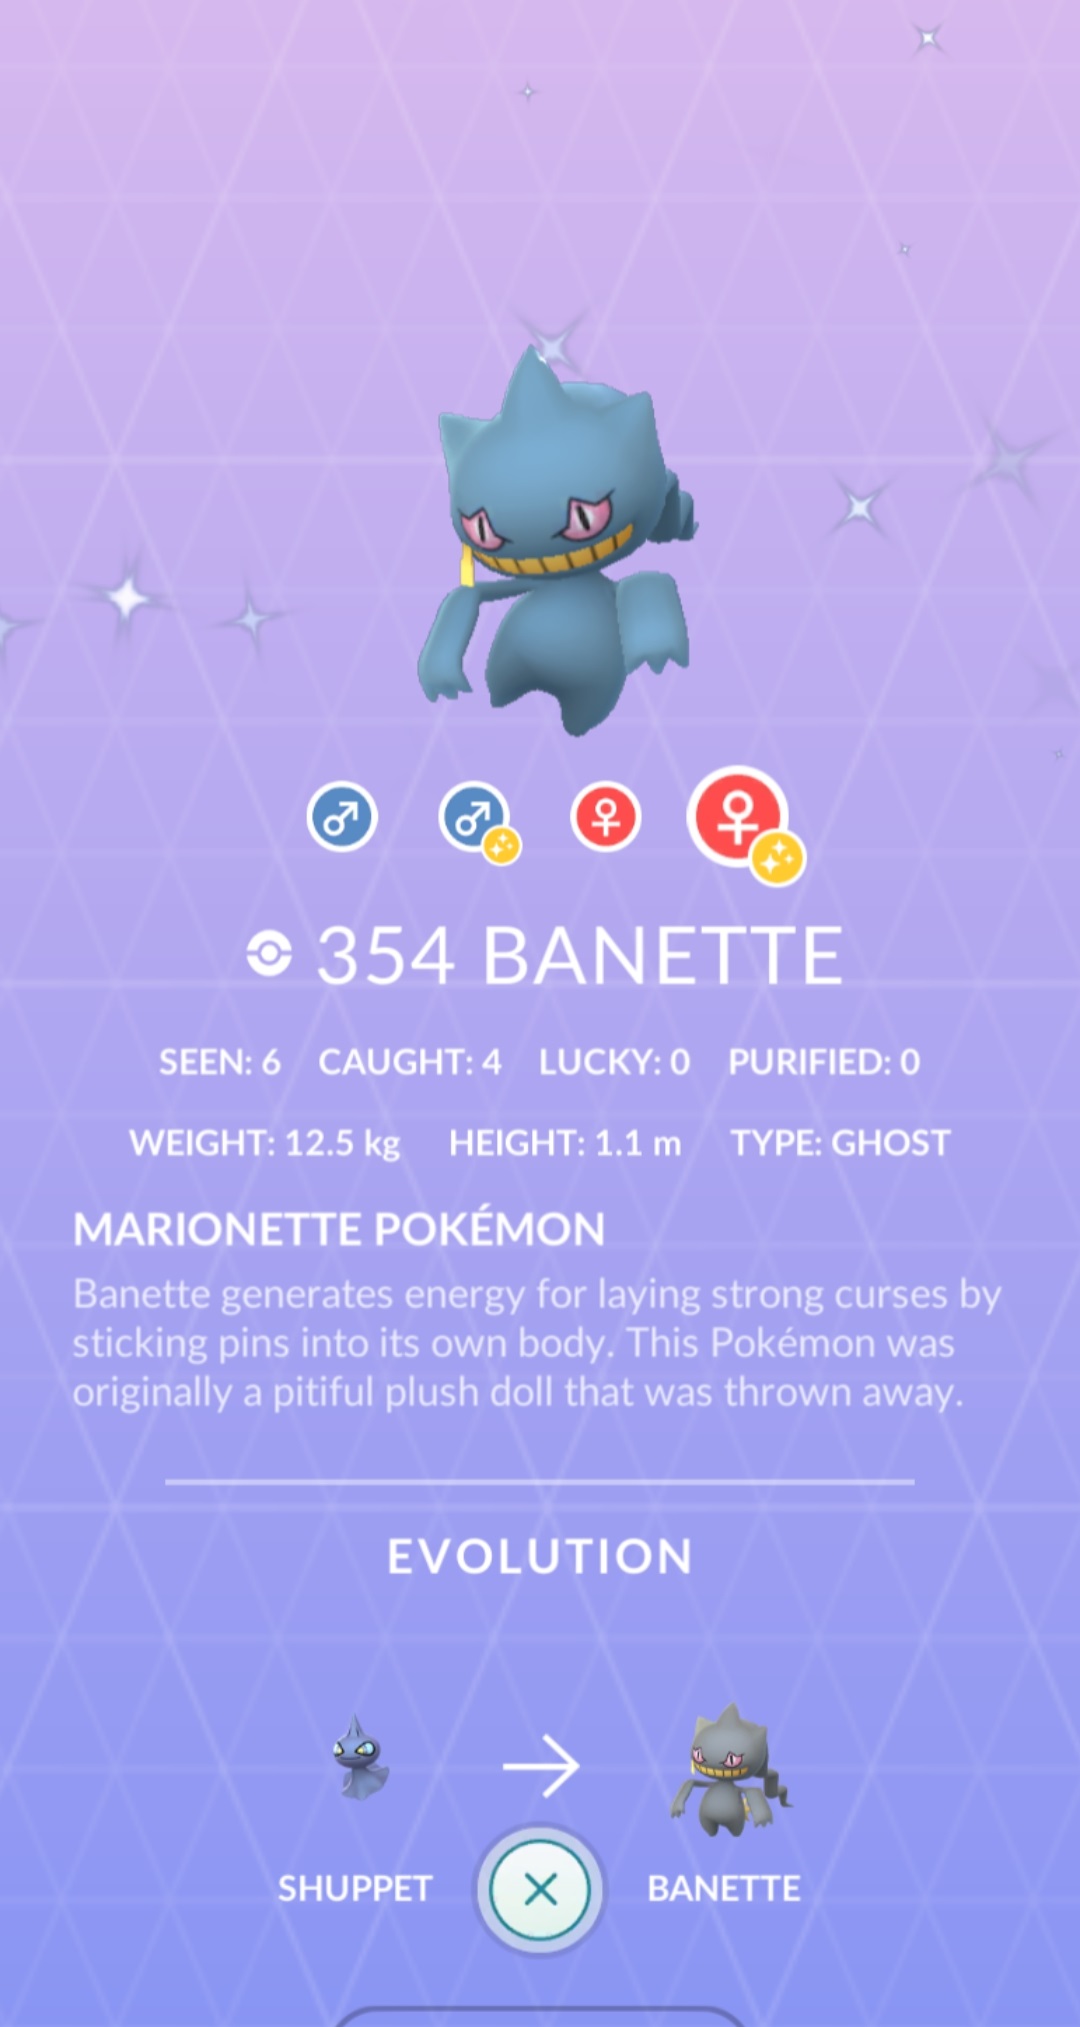 354 BANETTE
SEEN: 6 CAUGHT: 4 LUCKY: 0 PURIFIED: 0
WEIGHT: 12.5 kg HEIGHT: 1.1 m TYPE: GHOST
MARIONETTE POKÉMON
Banette generates energy for laying strong curses by
sticking pins into its own body. This Pokémon was
originally a pitiful plush doll that was thrown away.
EVOLUTION
SHUPPET BANETTE